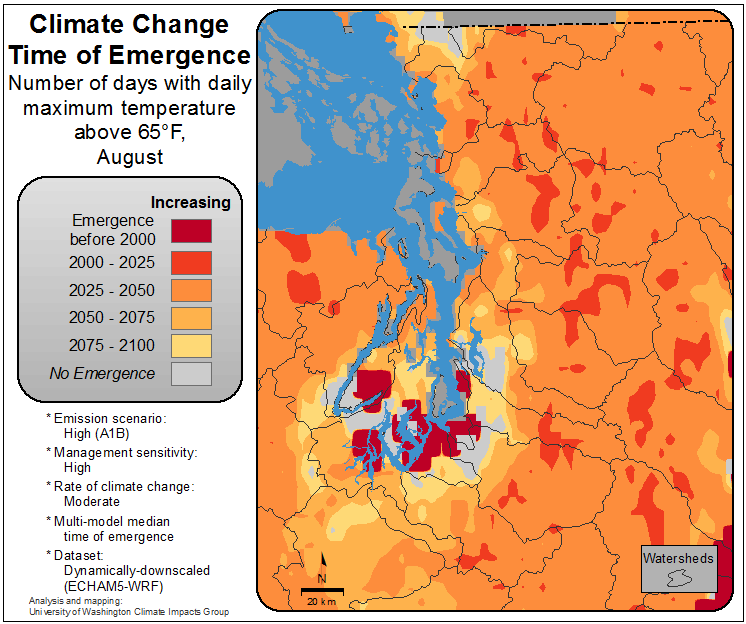 Climate Change
Time of Emergence
Number of days with daily
maximum temperature
above 65°F,
August
Increasing
Emergence
before 2000
2000 - 2025
2025 - 2050
2050 - 2075
2075 - 2100
No Emergence
* Emission scenario:
High (A1B)
* Management sensitivity:
High
* Rate of climate change:
Moderate
* Multi-model median
time of emergence
* Dataset:
Dynamically-downscaled
(ECHAM5-WRF)
Analysis and mapping:
University of Washington Climate Impacts Group
N
20 km
Watersheds